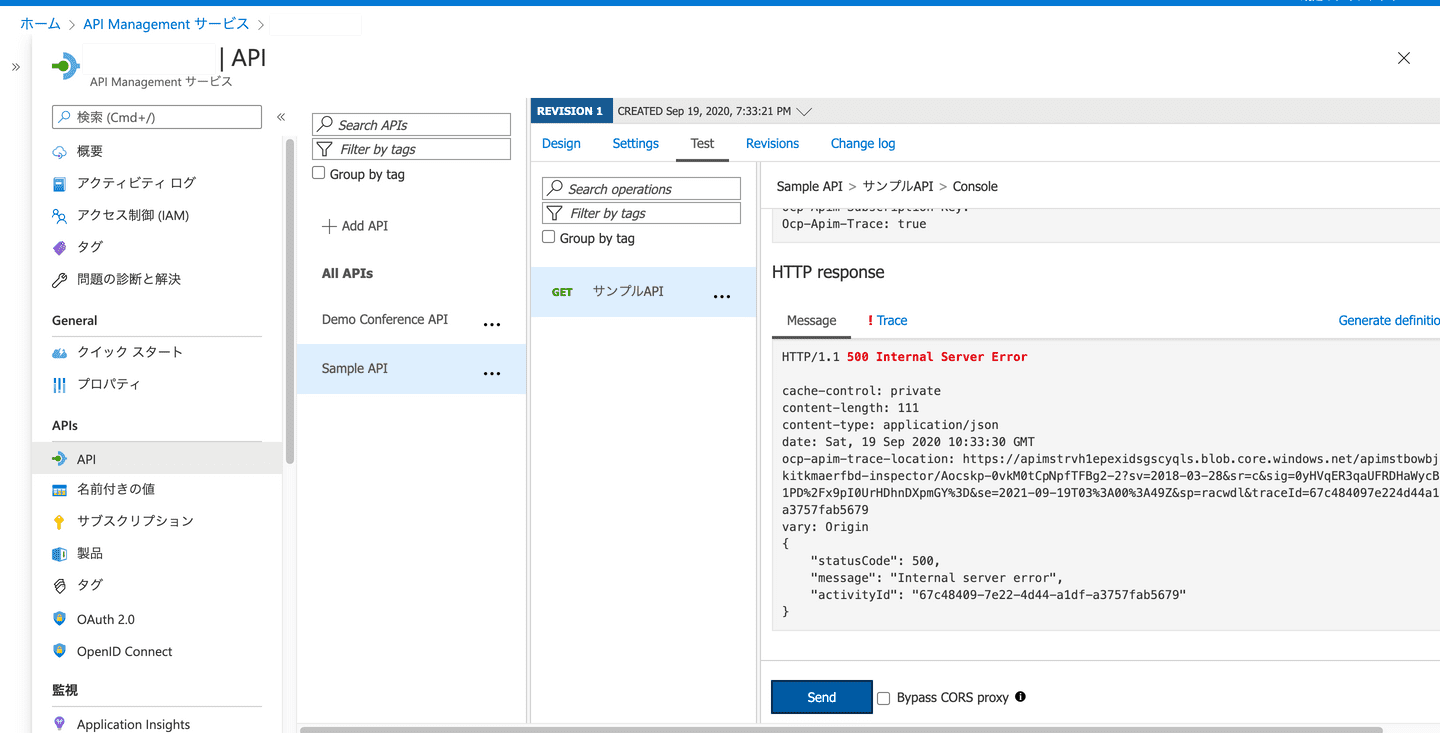 ホーム > API Management サービス >
| API
API Management サービス
検索 (Cmd+/)
概要
アクティビティ ログ
アクセス制御 (IAM)
タグ
問題の診断と解決
General
クイック スタート
プロパティ
APIs
API
名前付きの値
サブスクリプション
製品
タグ
OAuth 2.0
OpenID Connect
監視
Application Insights
Search APIs
Filter by tags
Group by tag
Add API
All APIs
Demo Conference API
Sample API
REVISION 1 CREATED Sep 19, 2020, 7:33:21 PM
Design Settings Test Revisions Change log
Search operations
Filter by tags
Group by tag
GET サンプルAPI
Sample API > サンプルAPI > Console
Ocp-Apim-Subscription-Key:
Ocp-Apim-Trace: true
HTTP response
Message ! Trace Generate definitio
HTTP/1.1 500 Internal Server Error
cache-control: private
content-length: 111
content-type: application/json
date: Sat, 19 Sep 2020 10:33:30 GMT
ocp-apim-trace-location: https://apimstrvh1epexidsgscyqls.blob.core.windows.net/apimstbowbj
kitkmaerfbd-inspector/Aocskp-0vkM0tCpNpfTFBg2-2?sv=2018-03-28&sr=c&sig=0yHVqER3qaUFRDHaWycB
1PD%2Fx9pI0UrHDhnDXpmGY%3D&se=2021-09-19T03%3A00%3A49Z&sp=racwdl&traceId=67c484097e224d44a1
a3757fab5679
vary: Origin
{
"statusCode": 500,
"message": "Internal server error",
"activityId": "67c48409-7e22-4d44-a1df-a3757fab5679"
}
Send Bypass CORS proxy